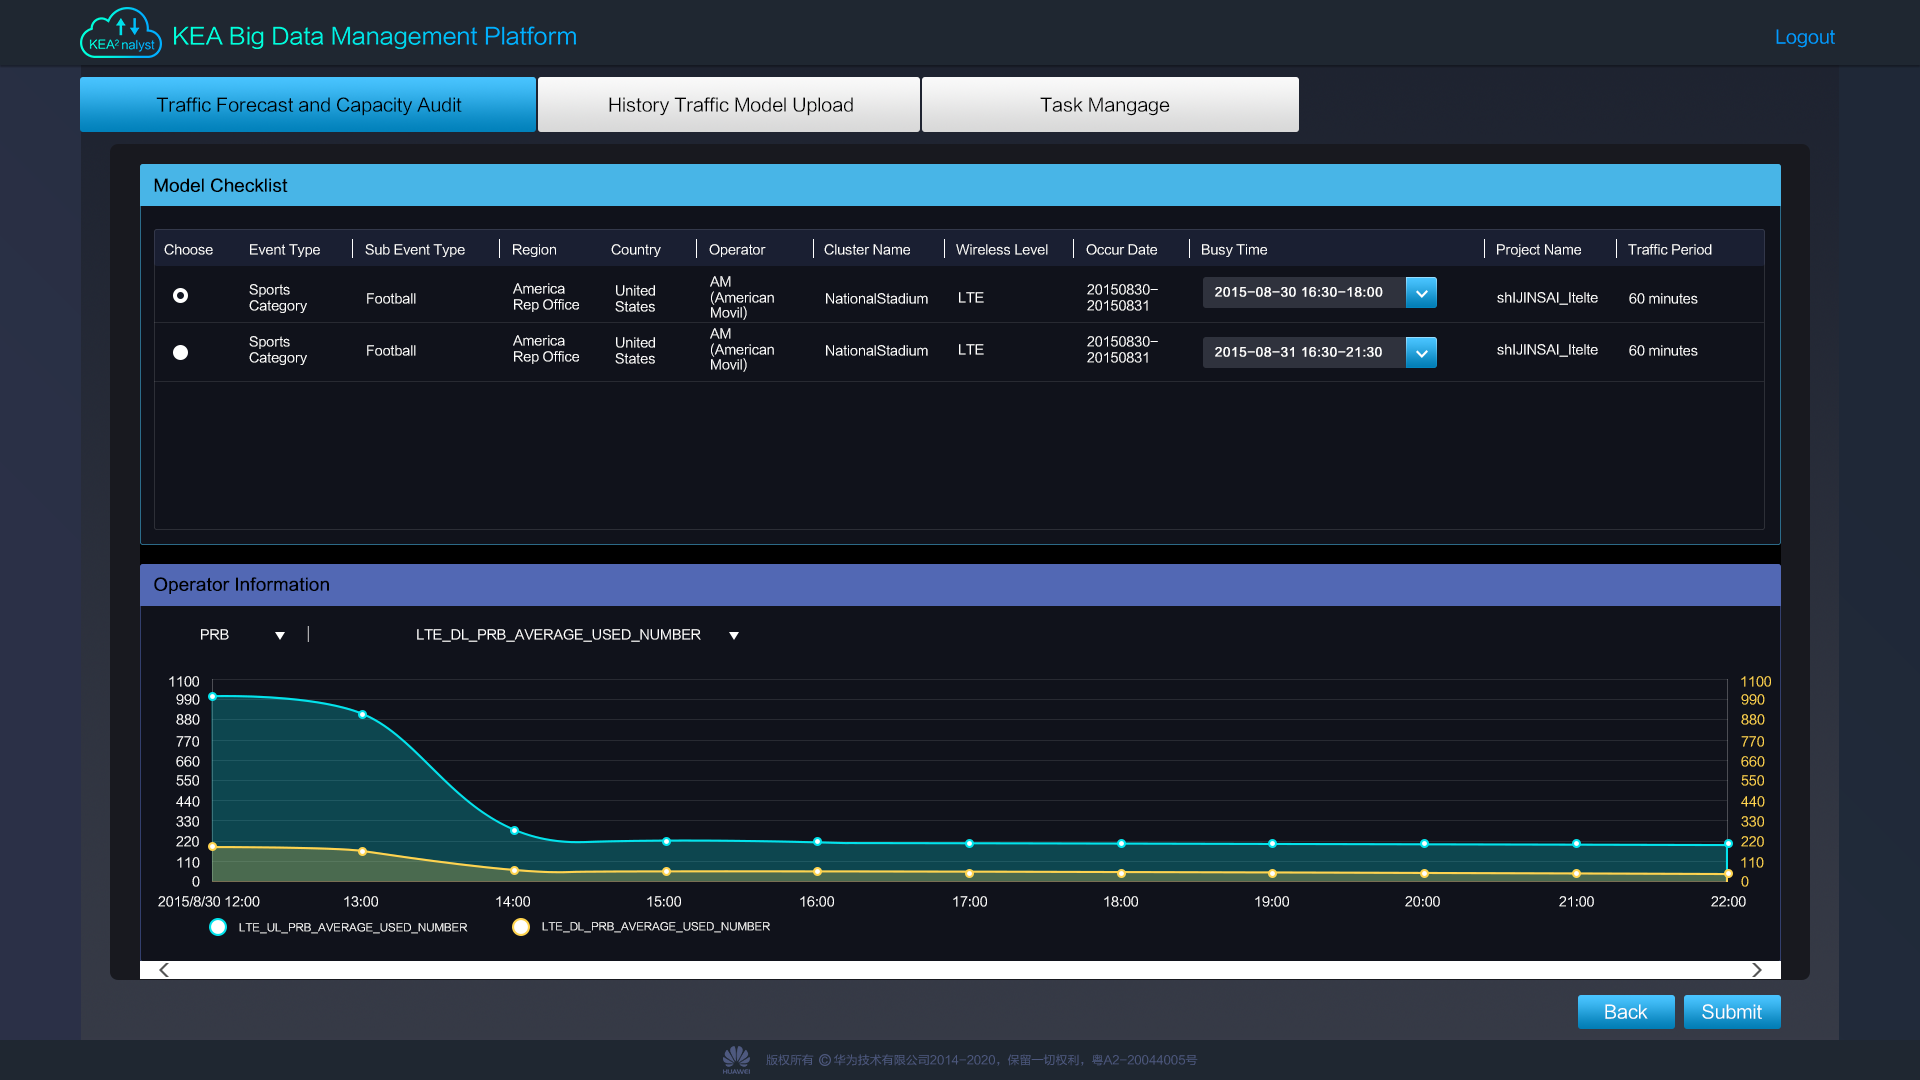 KEA² nalyst
KEA Big Data Management Platform
Logout
Traffic Forecast and Capacity Audit
History Traffic Model Upload
Task Mangage
Model Checklist
Choose Event Type Sub Event Type Region Country Operator Cluster Name Wireless Level Occur Date Busy Time Project Name Traffic Period
Sports
Category
Football
America
Rep Office
United
States
AM
(American
Movil)
NationalStadium
LTE
20150830-
20150831
2015-08-30 16:30-18:00
shIJINSAI_Itelte
60 minutes
Sports
Category
Football
America
Rep Office
United
States
AM
(American
Movil)
NationalStadium
LTE
20150830-
20150831
2015-08-31 16:30-21:30
shIJINSAI_Itelte
60 minutes
Operator Information
PRB
LTE_DL_PRB_AVERAGE_USED_NUMBER
1100 1100
990 990
880 880
770 770
660 660
550 550
440 440
330 330
220 220
110 110
0 0
2015/8/30 12:00 13:00 14:00 15:00 16:00 17:00 18:00 19:00 20:00 21:00 22:00
LTE_UL_PRB_AVERAGE_USED_NUMBER
LTE_DL_PRB_AVERAGE_USED_NUMBER
Back
Submit
HUAWEI
版权所有 © 华为技术有限公司2014-2020，保留一切权利，粤A2-20044005号